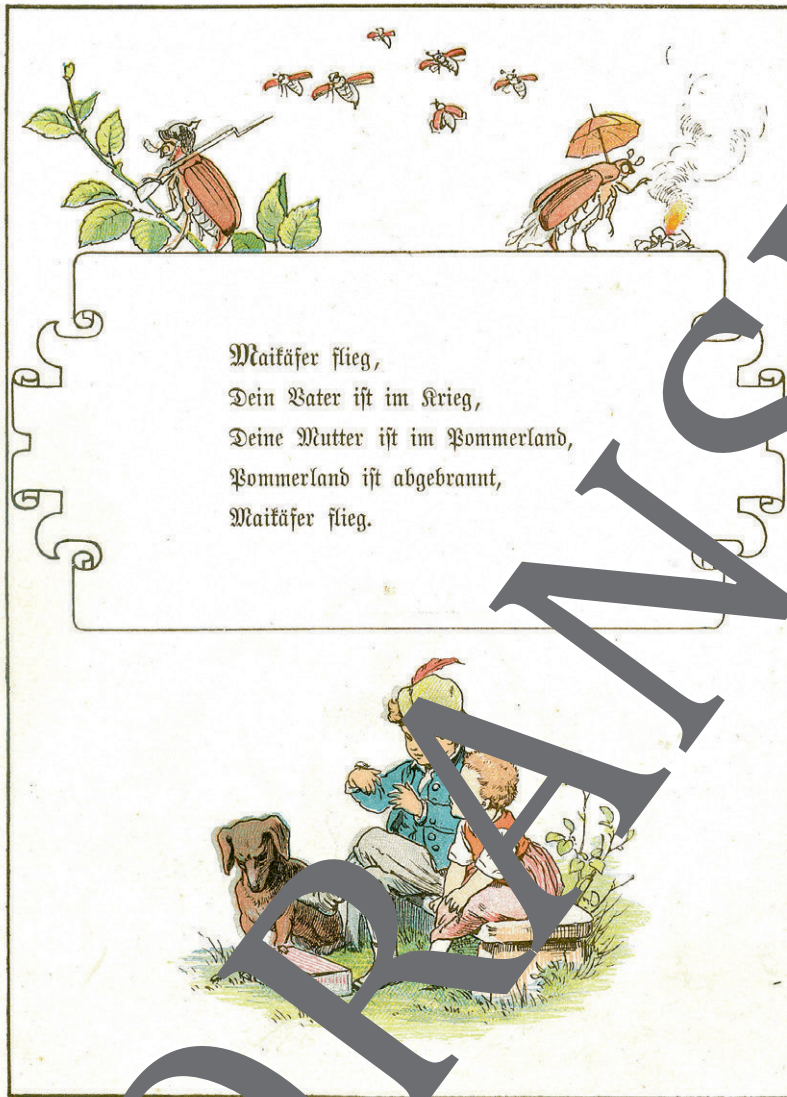 Maikäfer flieg,
Dein Vater ist im Krieg,
Deine Mutter ist im Pommerland,
Pommerland ist abgebrannt,
Maikäfer flieg.